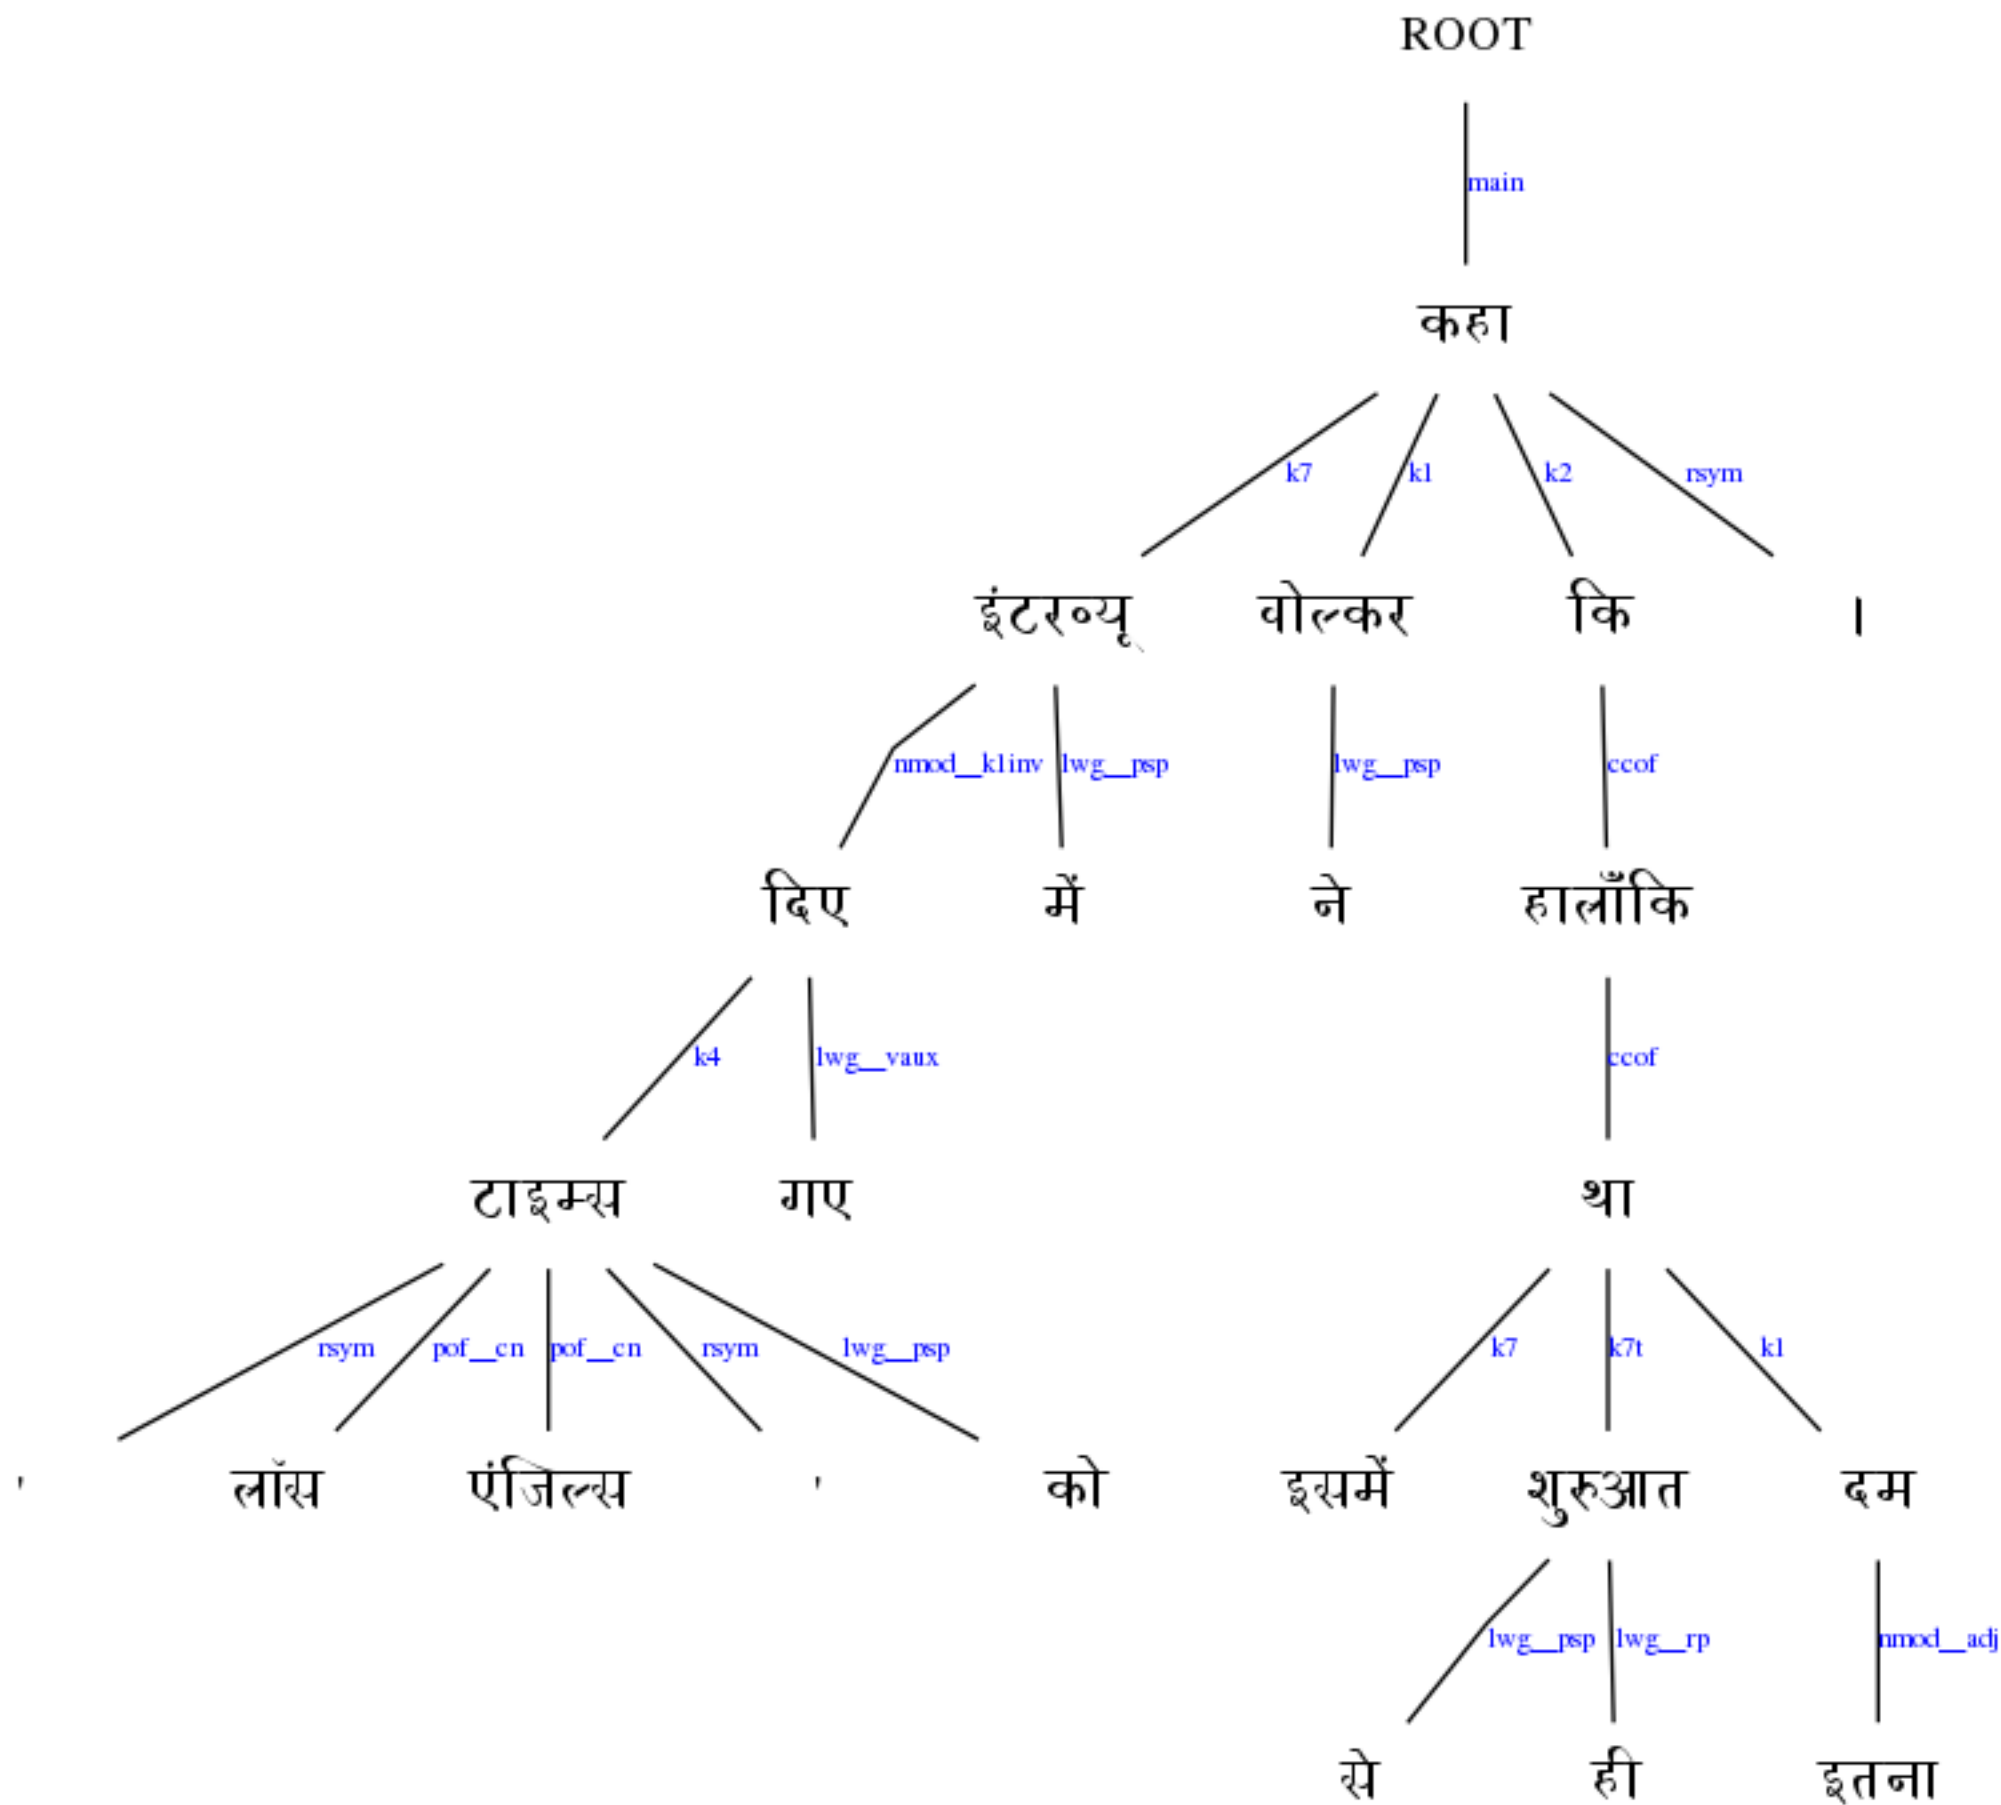 ROOT
main
कहा
k7 k1 k2 rsym
इंटरव्यू वोल्कर कि ।
nmod__k1inv lwg__psp lwg__psp ccof
दिए में ने हालाँकि
k4 lwg__vaux ccof
टाइम्स गए था
rsym pof__cn pof__cn rsym lwg__psp k7 k7t k1
' लॉस एंजिल्स ' को इसमें शुरुआत दम
lwg__psp lwg__rp nmod__adj
से ही इतना